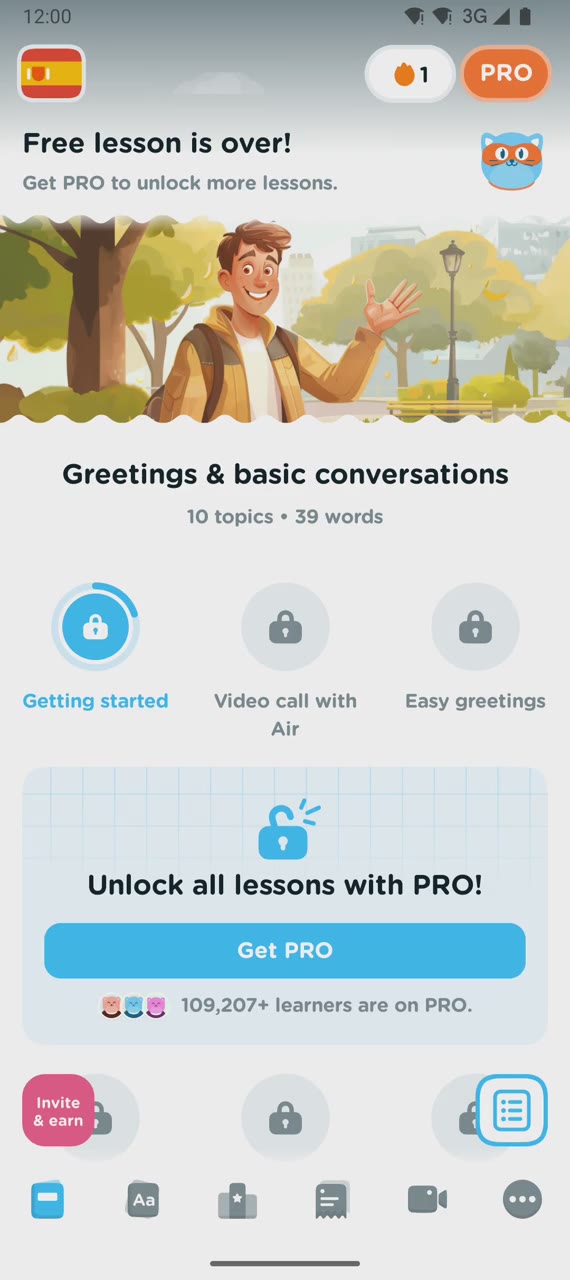 12:00
3G
1
PRO
Free lesson is over!
Get PRO to unlock more lessons.
Greetings & basic conversations
10 topics • 39 words
Getting started
Video call with
Air
Easy greetings
Unlock all lessons with PRO!
Get PRO
109,207+ learners are on PRO.
Invite
& earn
Aa